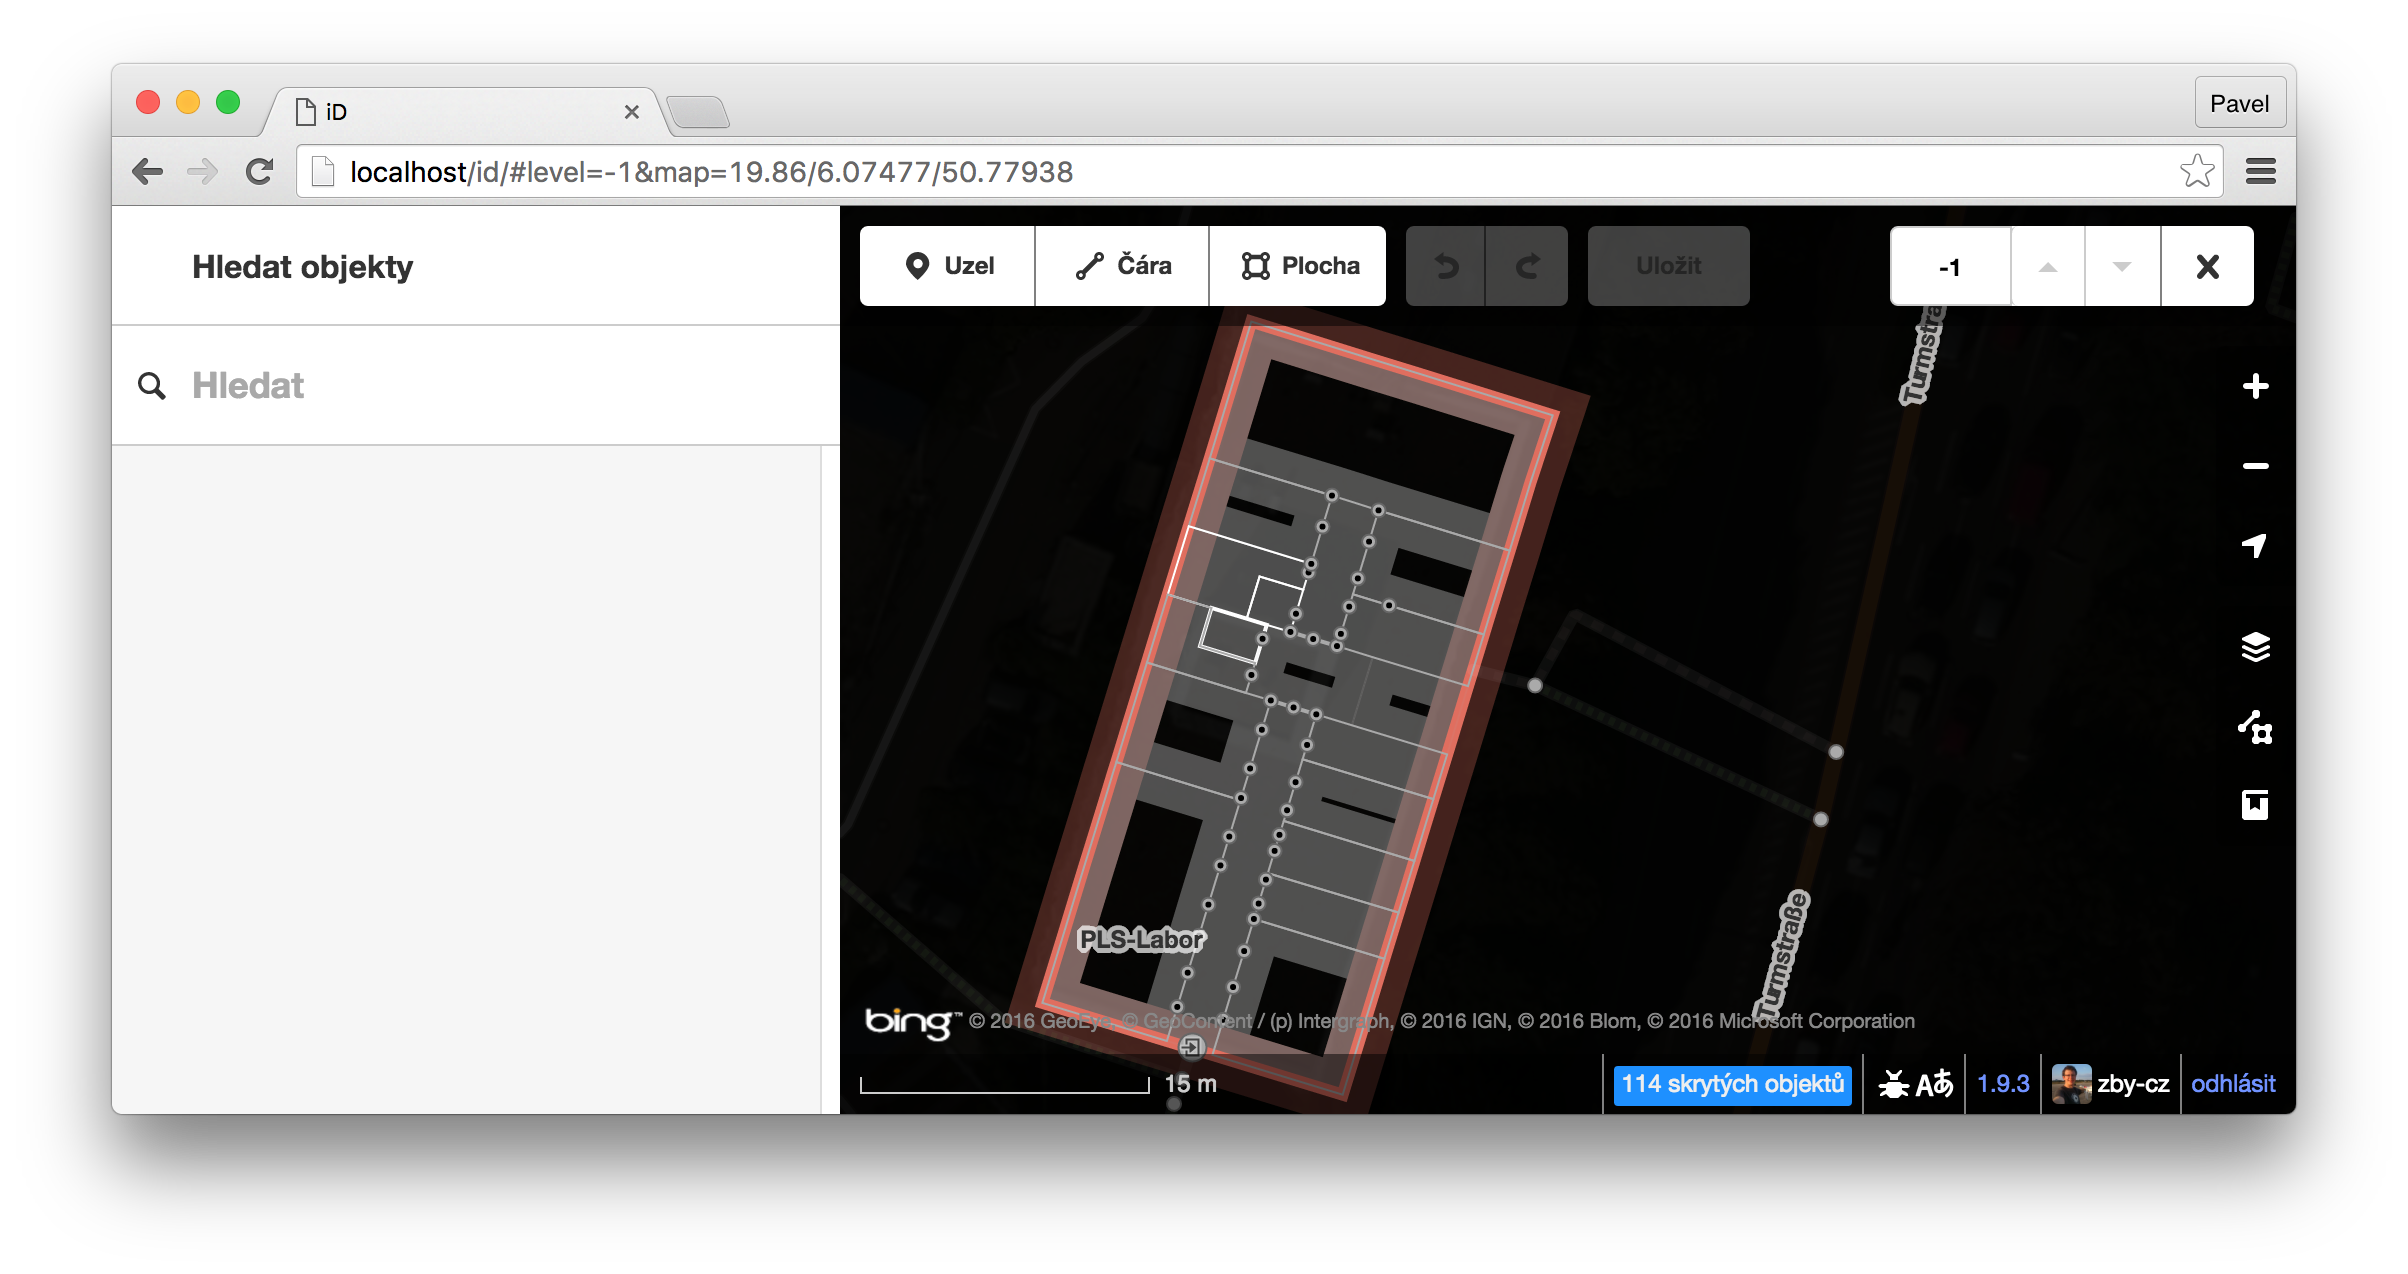 iD
Pavel
localhost/id/#level=-1&map=19.86/6.07477/50.77938
Hledat objekty
Uzel
Čára
Plocha
Uložit
-1
Hledat
Turmstra
PLS-Labor
Turmstraße
bing™ © 2016 GeoEye, © GeoContent / (p) Intergraph, © 2016 IGN, © 2016 Blom, © 2016 Microsoft Corporation
15 m
114 skrytých objektů
Aあ
1.9.3
zby-cz
odhlásit